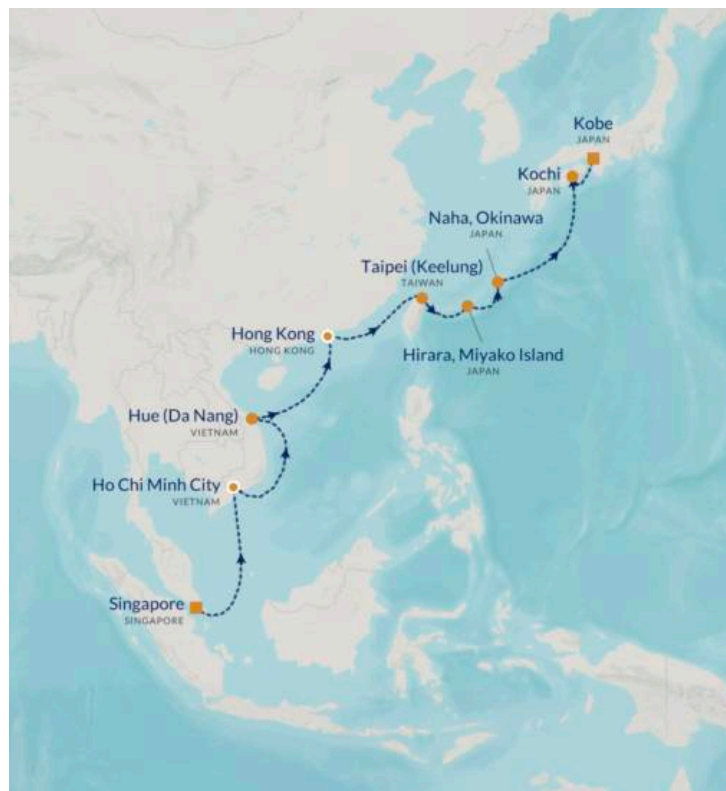 Kobe
JAPAN
Kochi
JAPAN
Naha, Okinawa
JAPAN
Taipei (Keelung)
TAIWAN
Hong Kong
HONG KONG
Hirara, Miyako Island
JAPAN
Hue (Da Nang)
VIETNAM
Ho Chi Minh City
VIETNAM
Singapore
SINGAPORE